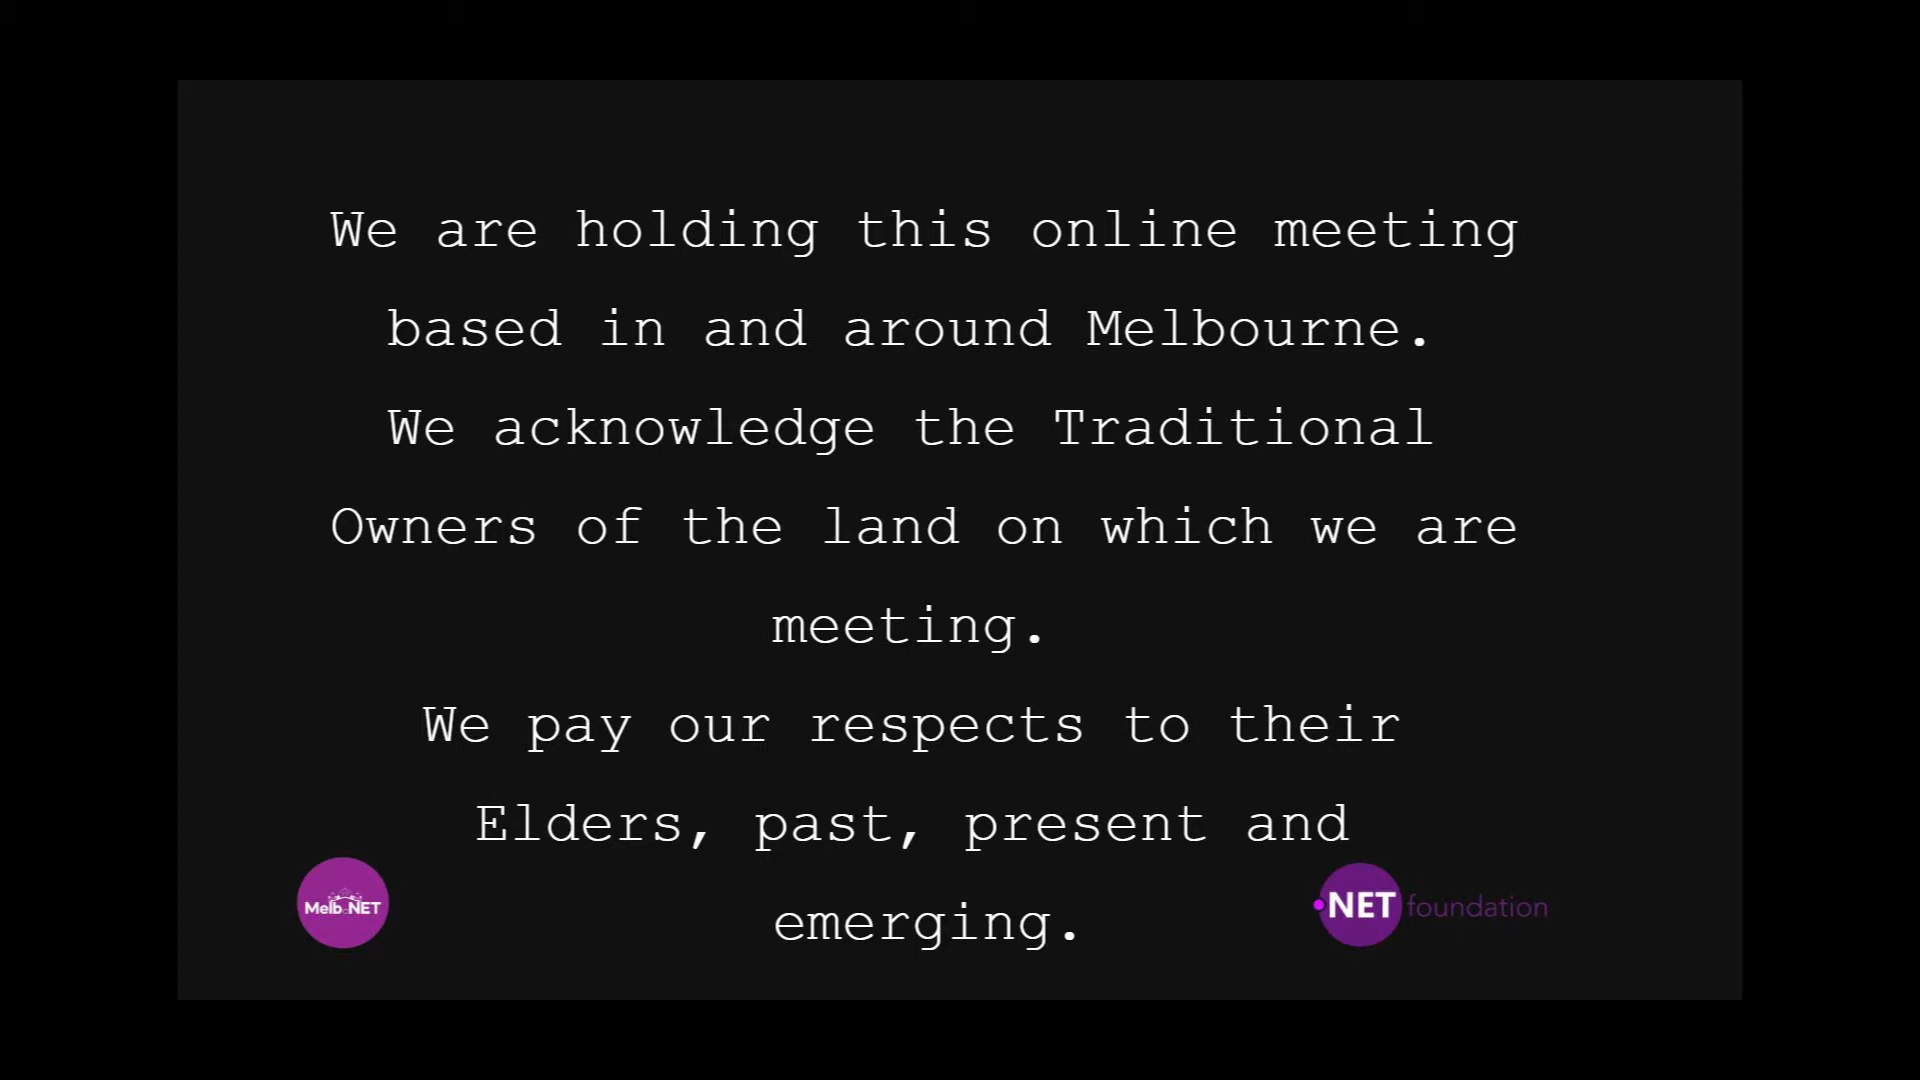 We are holding this online meeting
based in and around Melbourne.
We acknowledge the Traditional
Owners of the land on which we are
meeting.
We pay our respects to their
Elders, past, present and
emerging.
Melb.NET
.NET foundation